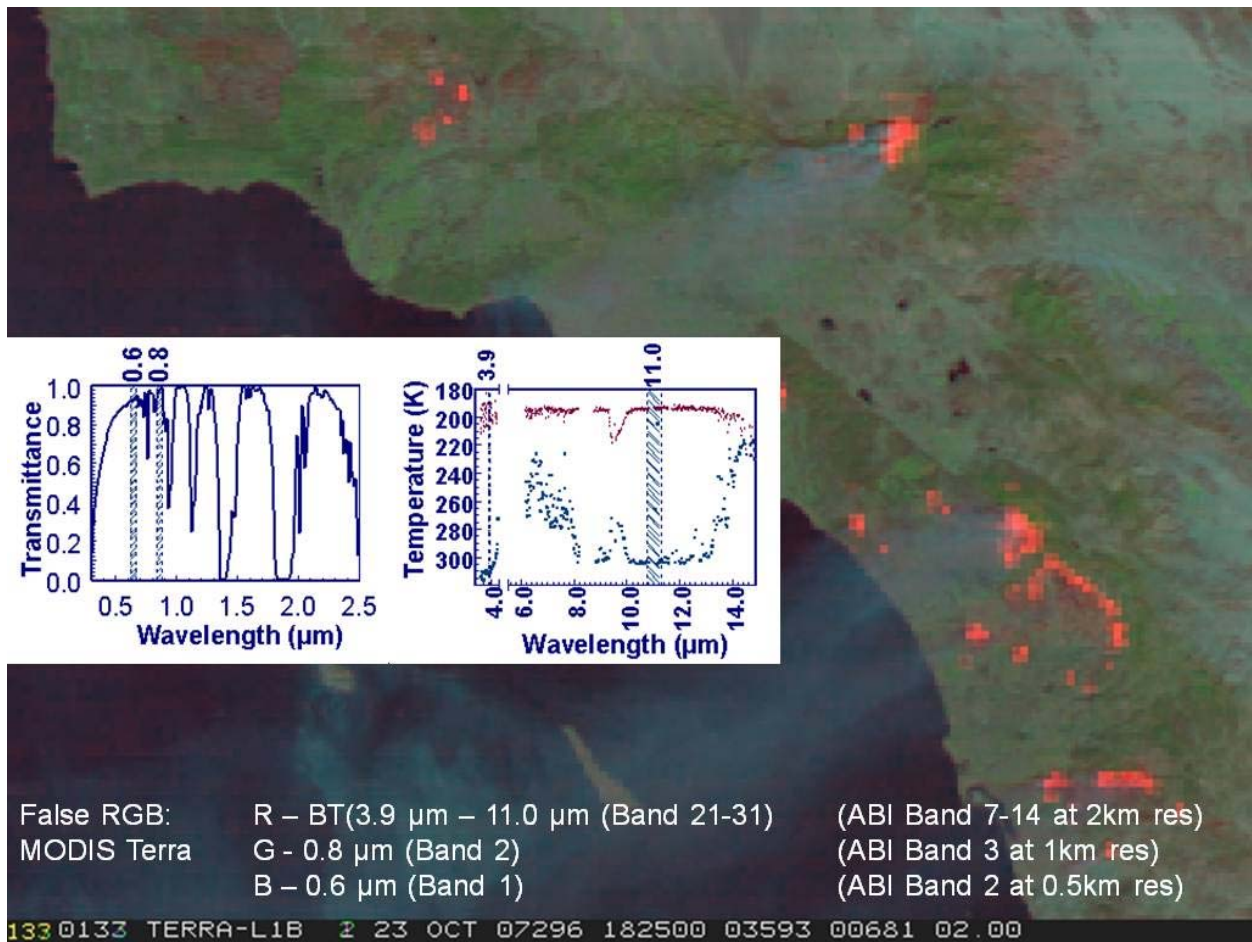 0.6
0.8
1.0
0.8
0.6
0.4
0.2
0.0
Transmittance
0.5 1.0 1.5 2.0 2.5
Wavelength (µm)
3.9
11.0
180
200
220
240
260
280
300
Temperature (K)
4.0 6.0 8.0 10.0 12.0 14.0
Wavelength (µm)
False RGB: R – BT(3.9 µm – 11.0 µm (Band 21-31) (ABI Band 7-14 at 2km res)
MODIS Terra G - 0.8 µm (Band 2) (ABI Band 3 at 1km res)
B – 0.6 µm (Band 1) (ABI Band 2 at 0.5km res)
133 0133 TERRA-L1B 2 23 OCT 07296 182500 03593 00681 02.00